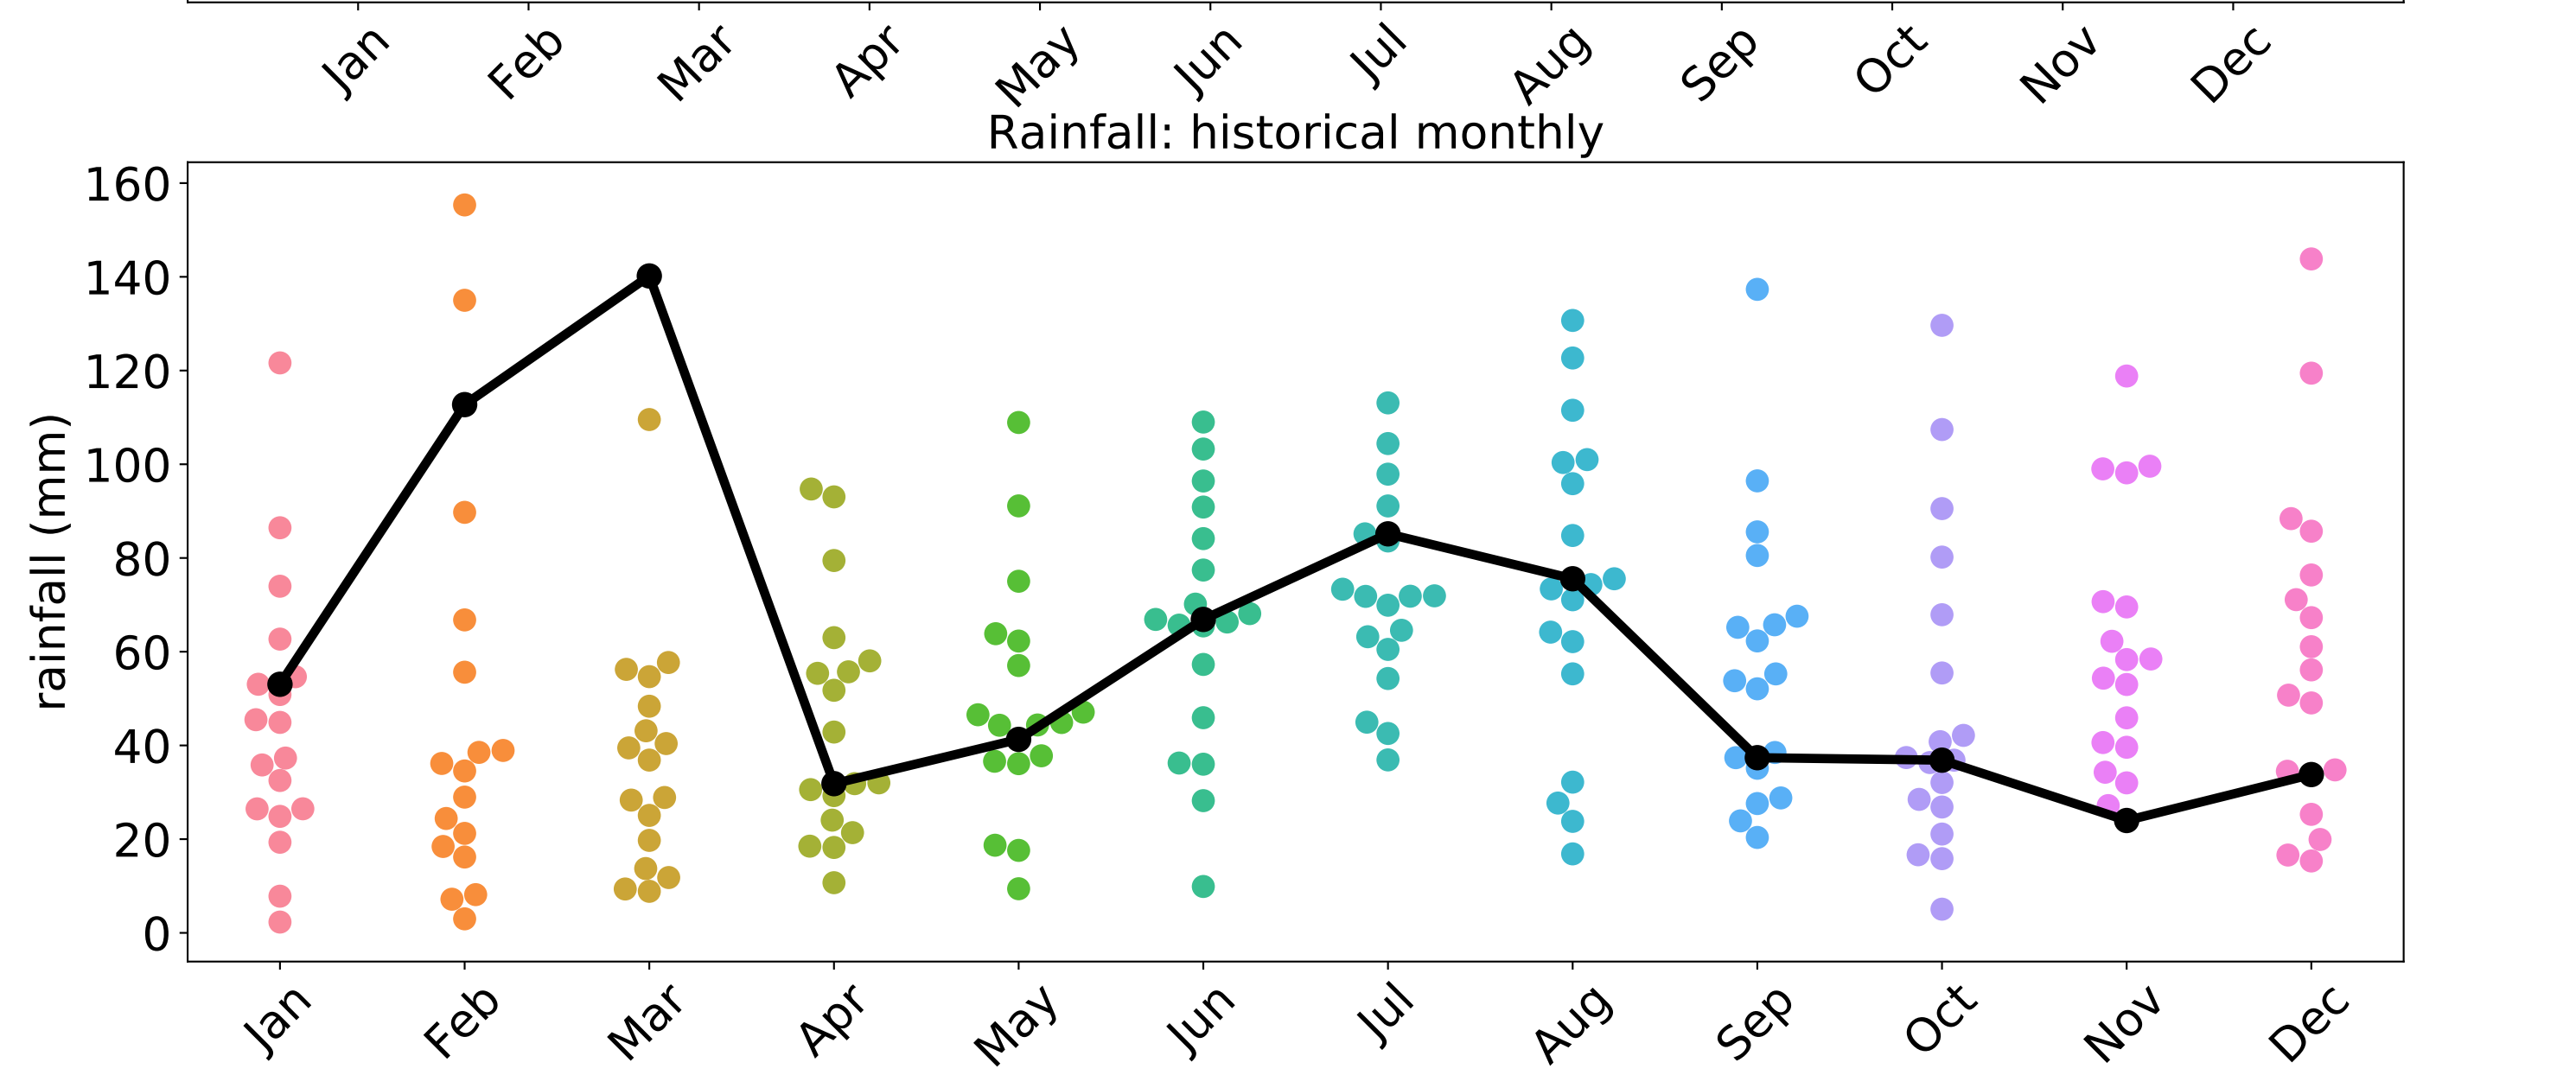 Jan Feb Mar Apr May Jun Jul Aug Sep Oct Nov Dec
Rainfall: historical monthly
rainfall (mm)
160
140
120
100
80
60
40
20
0
Jan Feb Mar Apr May Jun Jul Aug Sep Oct Nov Dec